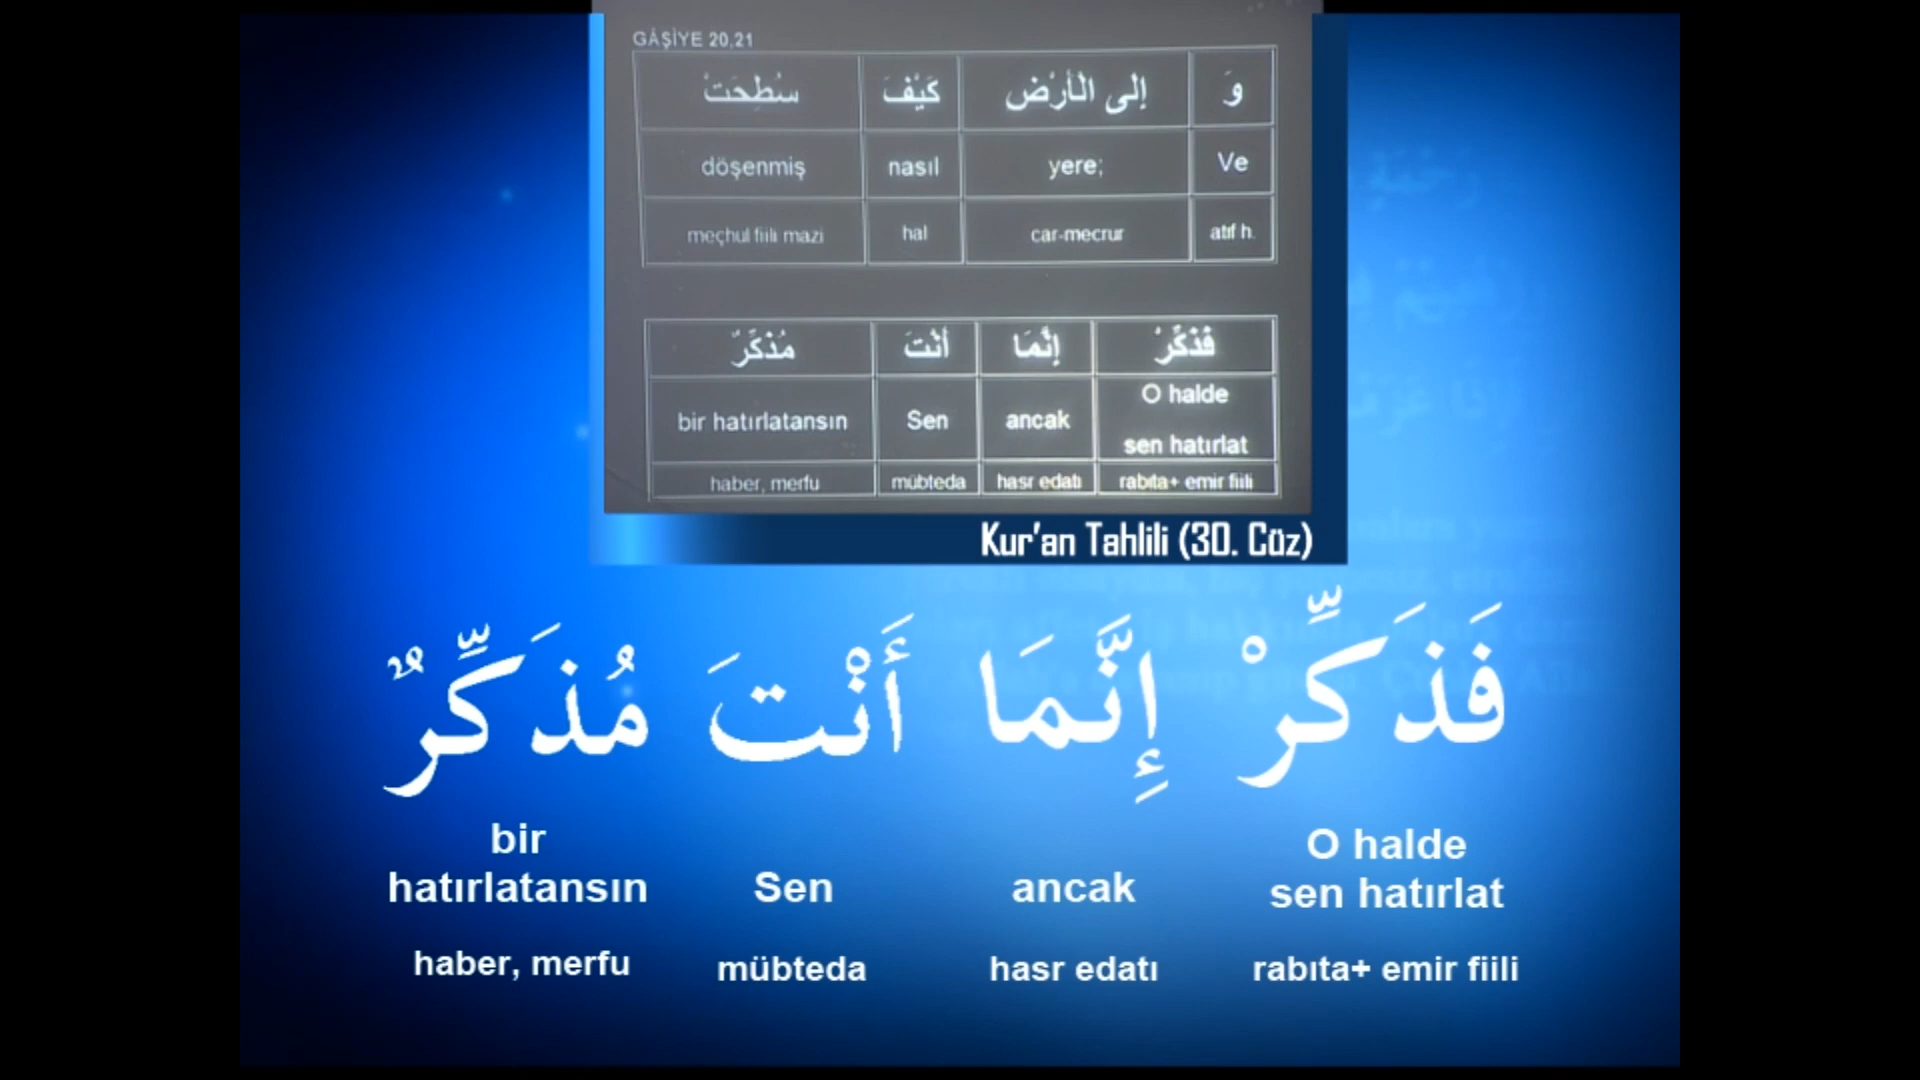 GÂŞİYE 20,21
وَ إِلَى الْأَرْضِ كَيْفَ سُطِحَتْ
Ve yere; nasıl döşenmiş
atıf h. car-mecrur hal meçhul fiili mazi
فَذَكِّرْ إِنَّمَا أَنْتَ مُذَكِّرٌ
O halde
sen hatırlat ancak Sen bir hatırlatansın
rabıta+ emir fiili hasr edatı mübteda haber, merfu
Kur'an Tahlili (30. Cüz)
فَذَكِّرْ إِنَّمَا أَنْتَ مُذَكِّرٌ
O halde
sen hatırlat
ancak
Sen
bir
hatırlatansın
rabıta+ emir fiili
hasr edatı
mübteda
haber, merfu